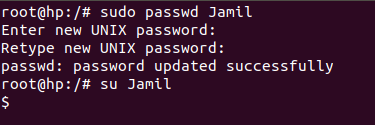 root@hp:/# sudo passwd Jamil
Enter new UNIX password:
Retype new UNIX password:
passwd: password updated successfully
root@hp:/# su Jamil
$